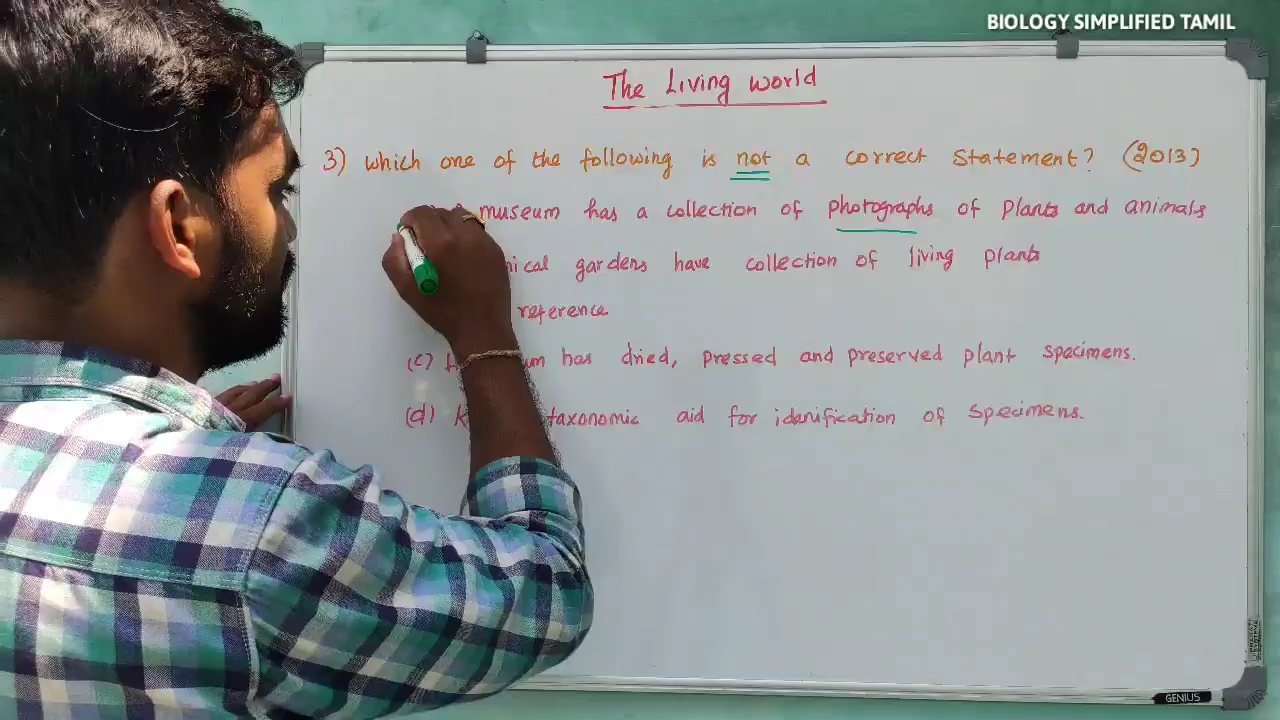 BIOLOGY SIMPLIFIED TAMIL
The Living world
3) which one of the following is not a correct statement? (2013)
museum has a collection of photographs of plants and animals
gardens have collection of living plants
reference
(c) has dried, pressed and preserved plant specimens.
(d) taxonomic aid for idenification of specimens.
GENIUS